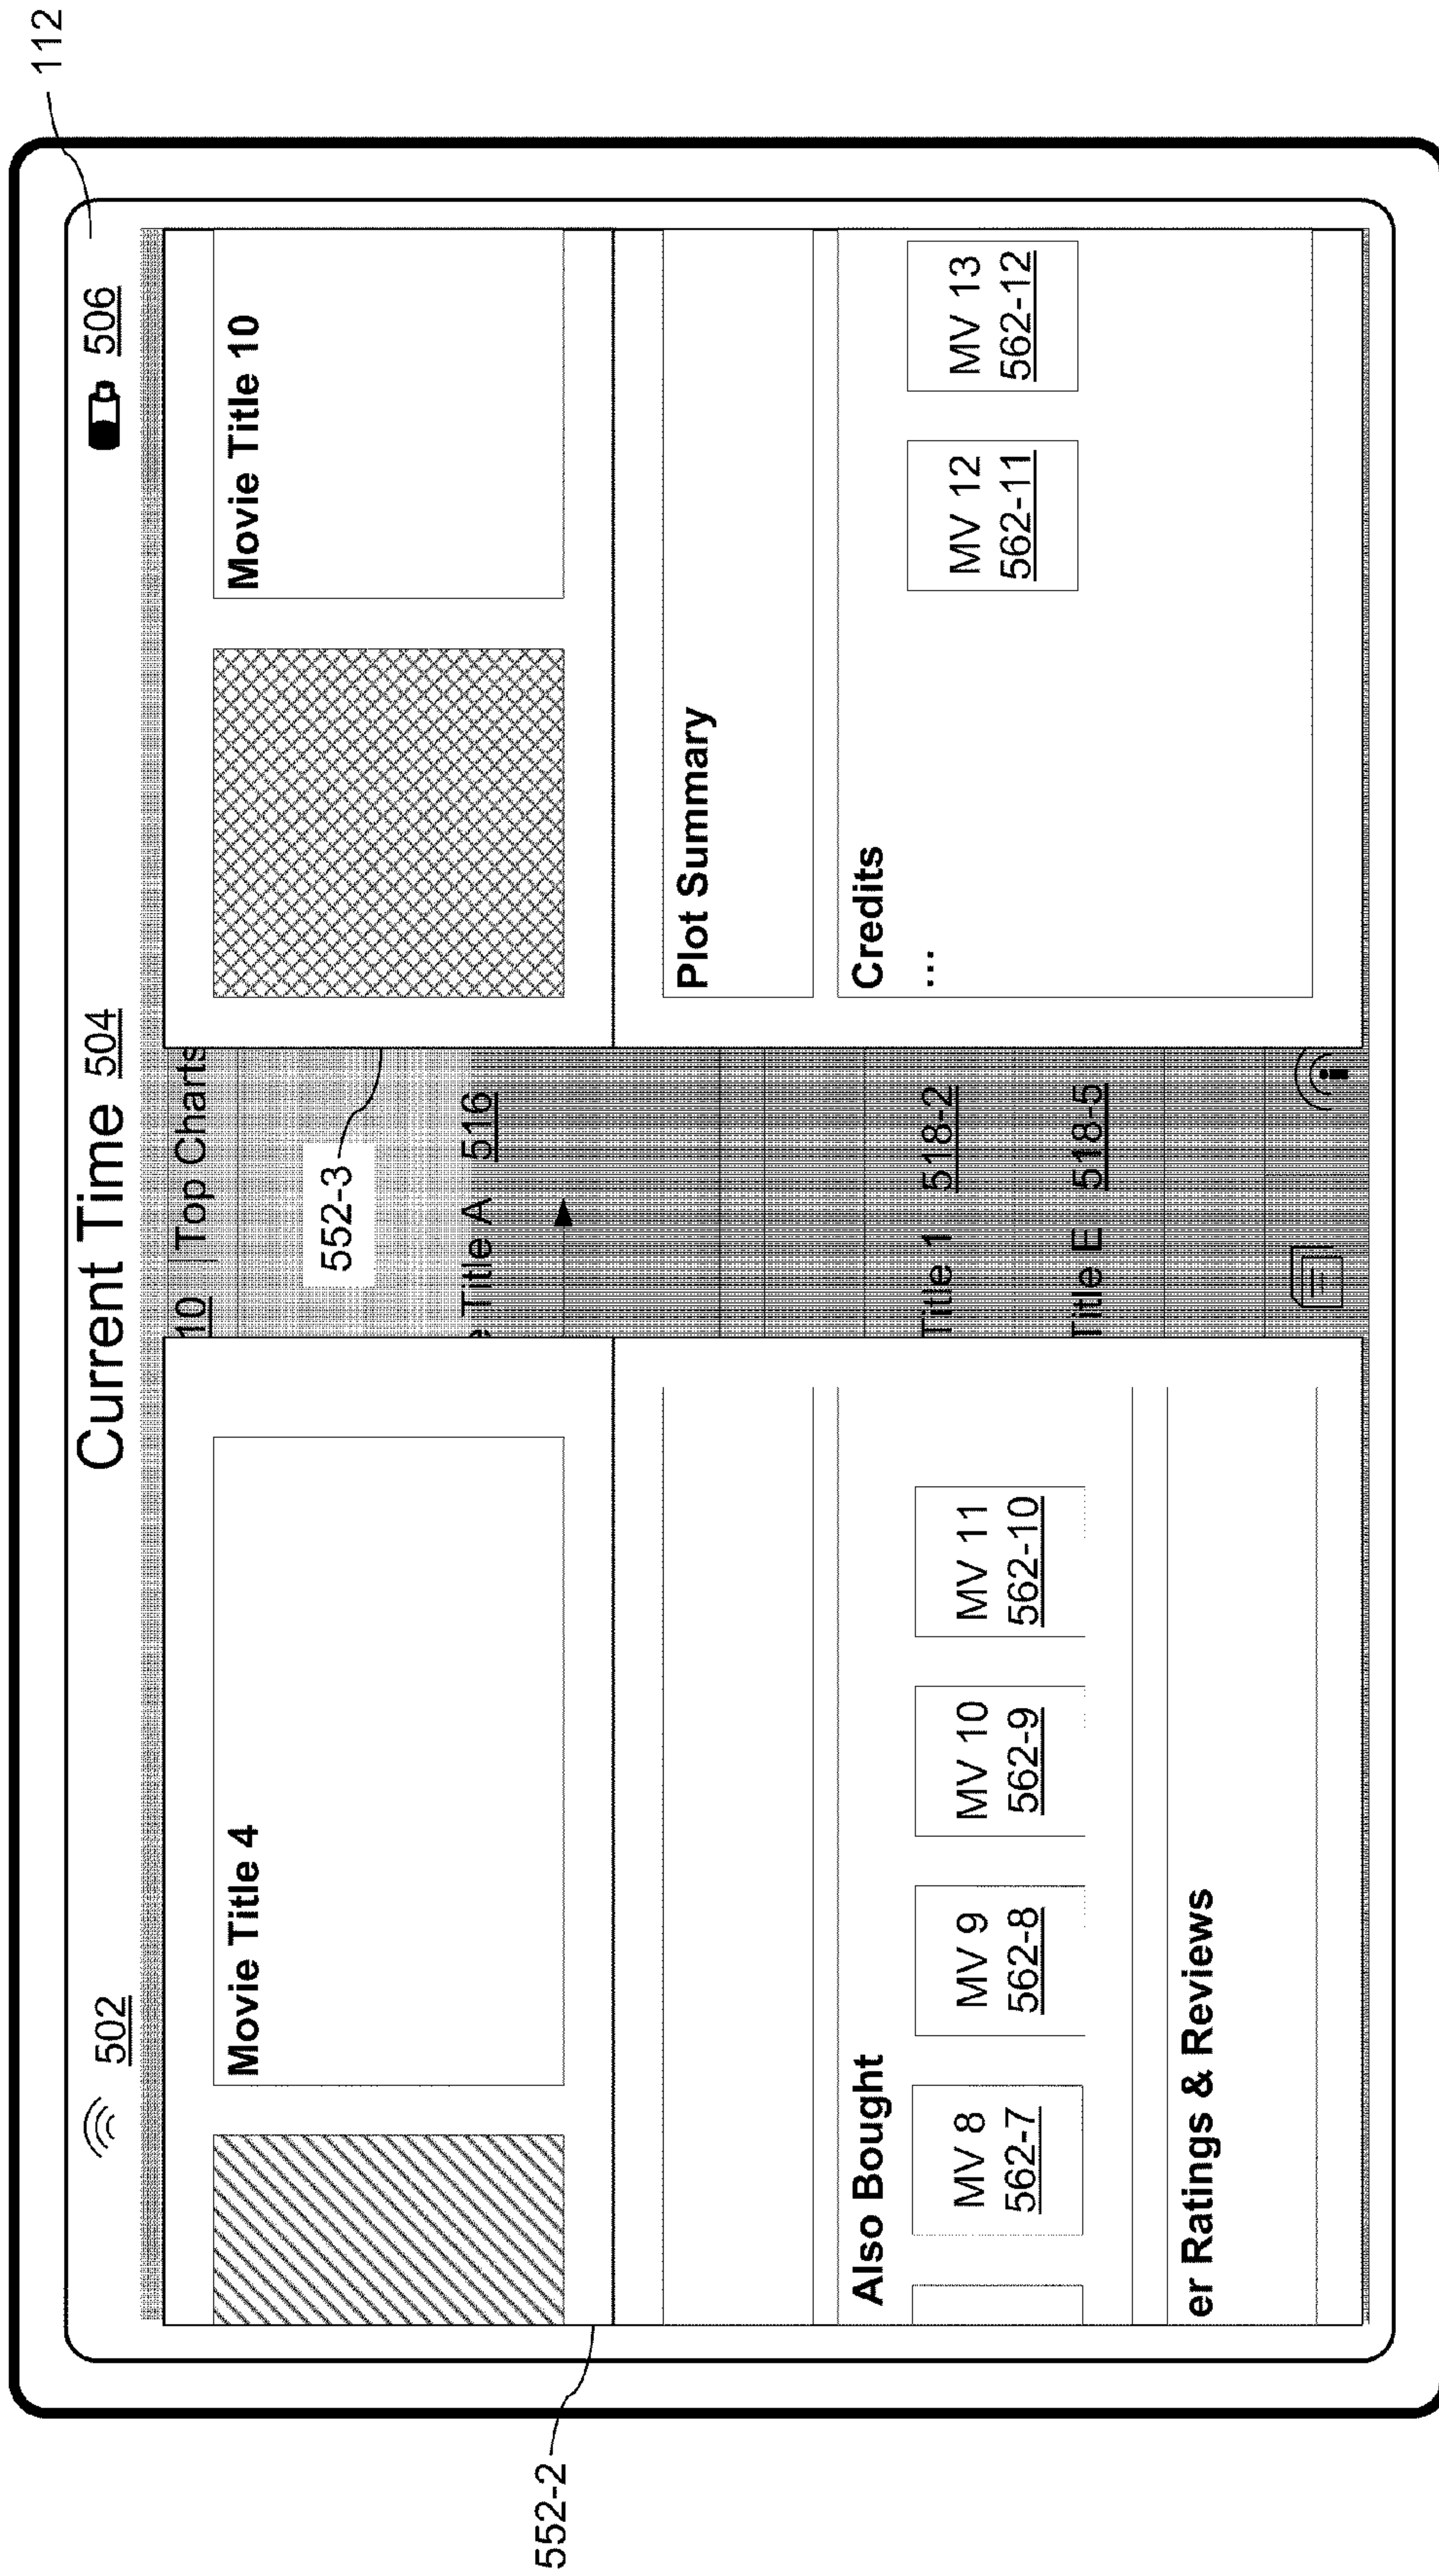 112
502
Current Time 504
506
10 Top Charts
Movie Title 4
Movie Title 10
552-3
Title A 516
552-2
Plot Summary
Also Bought
MV 8
562-7
MV 9
562-8
MV 10
562-9
MV 11
562-10
Title 1 518-2
Title E 518-5
Credits
...
MV 12
562-11
MV 13
562-12
er Ratings & Reviews